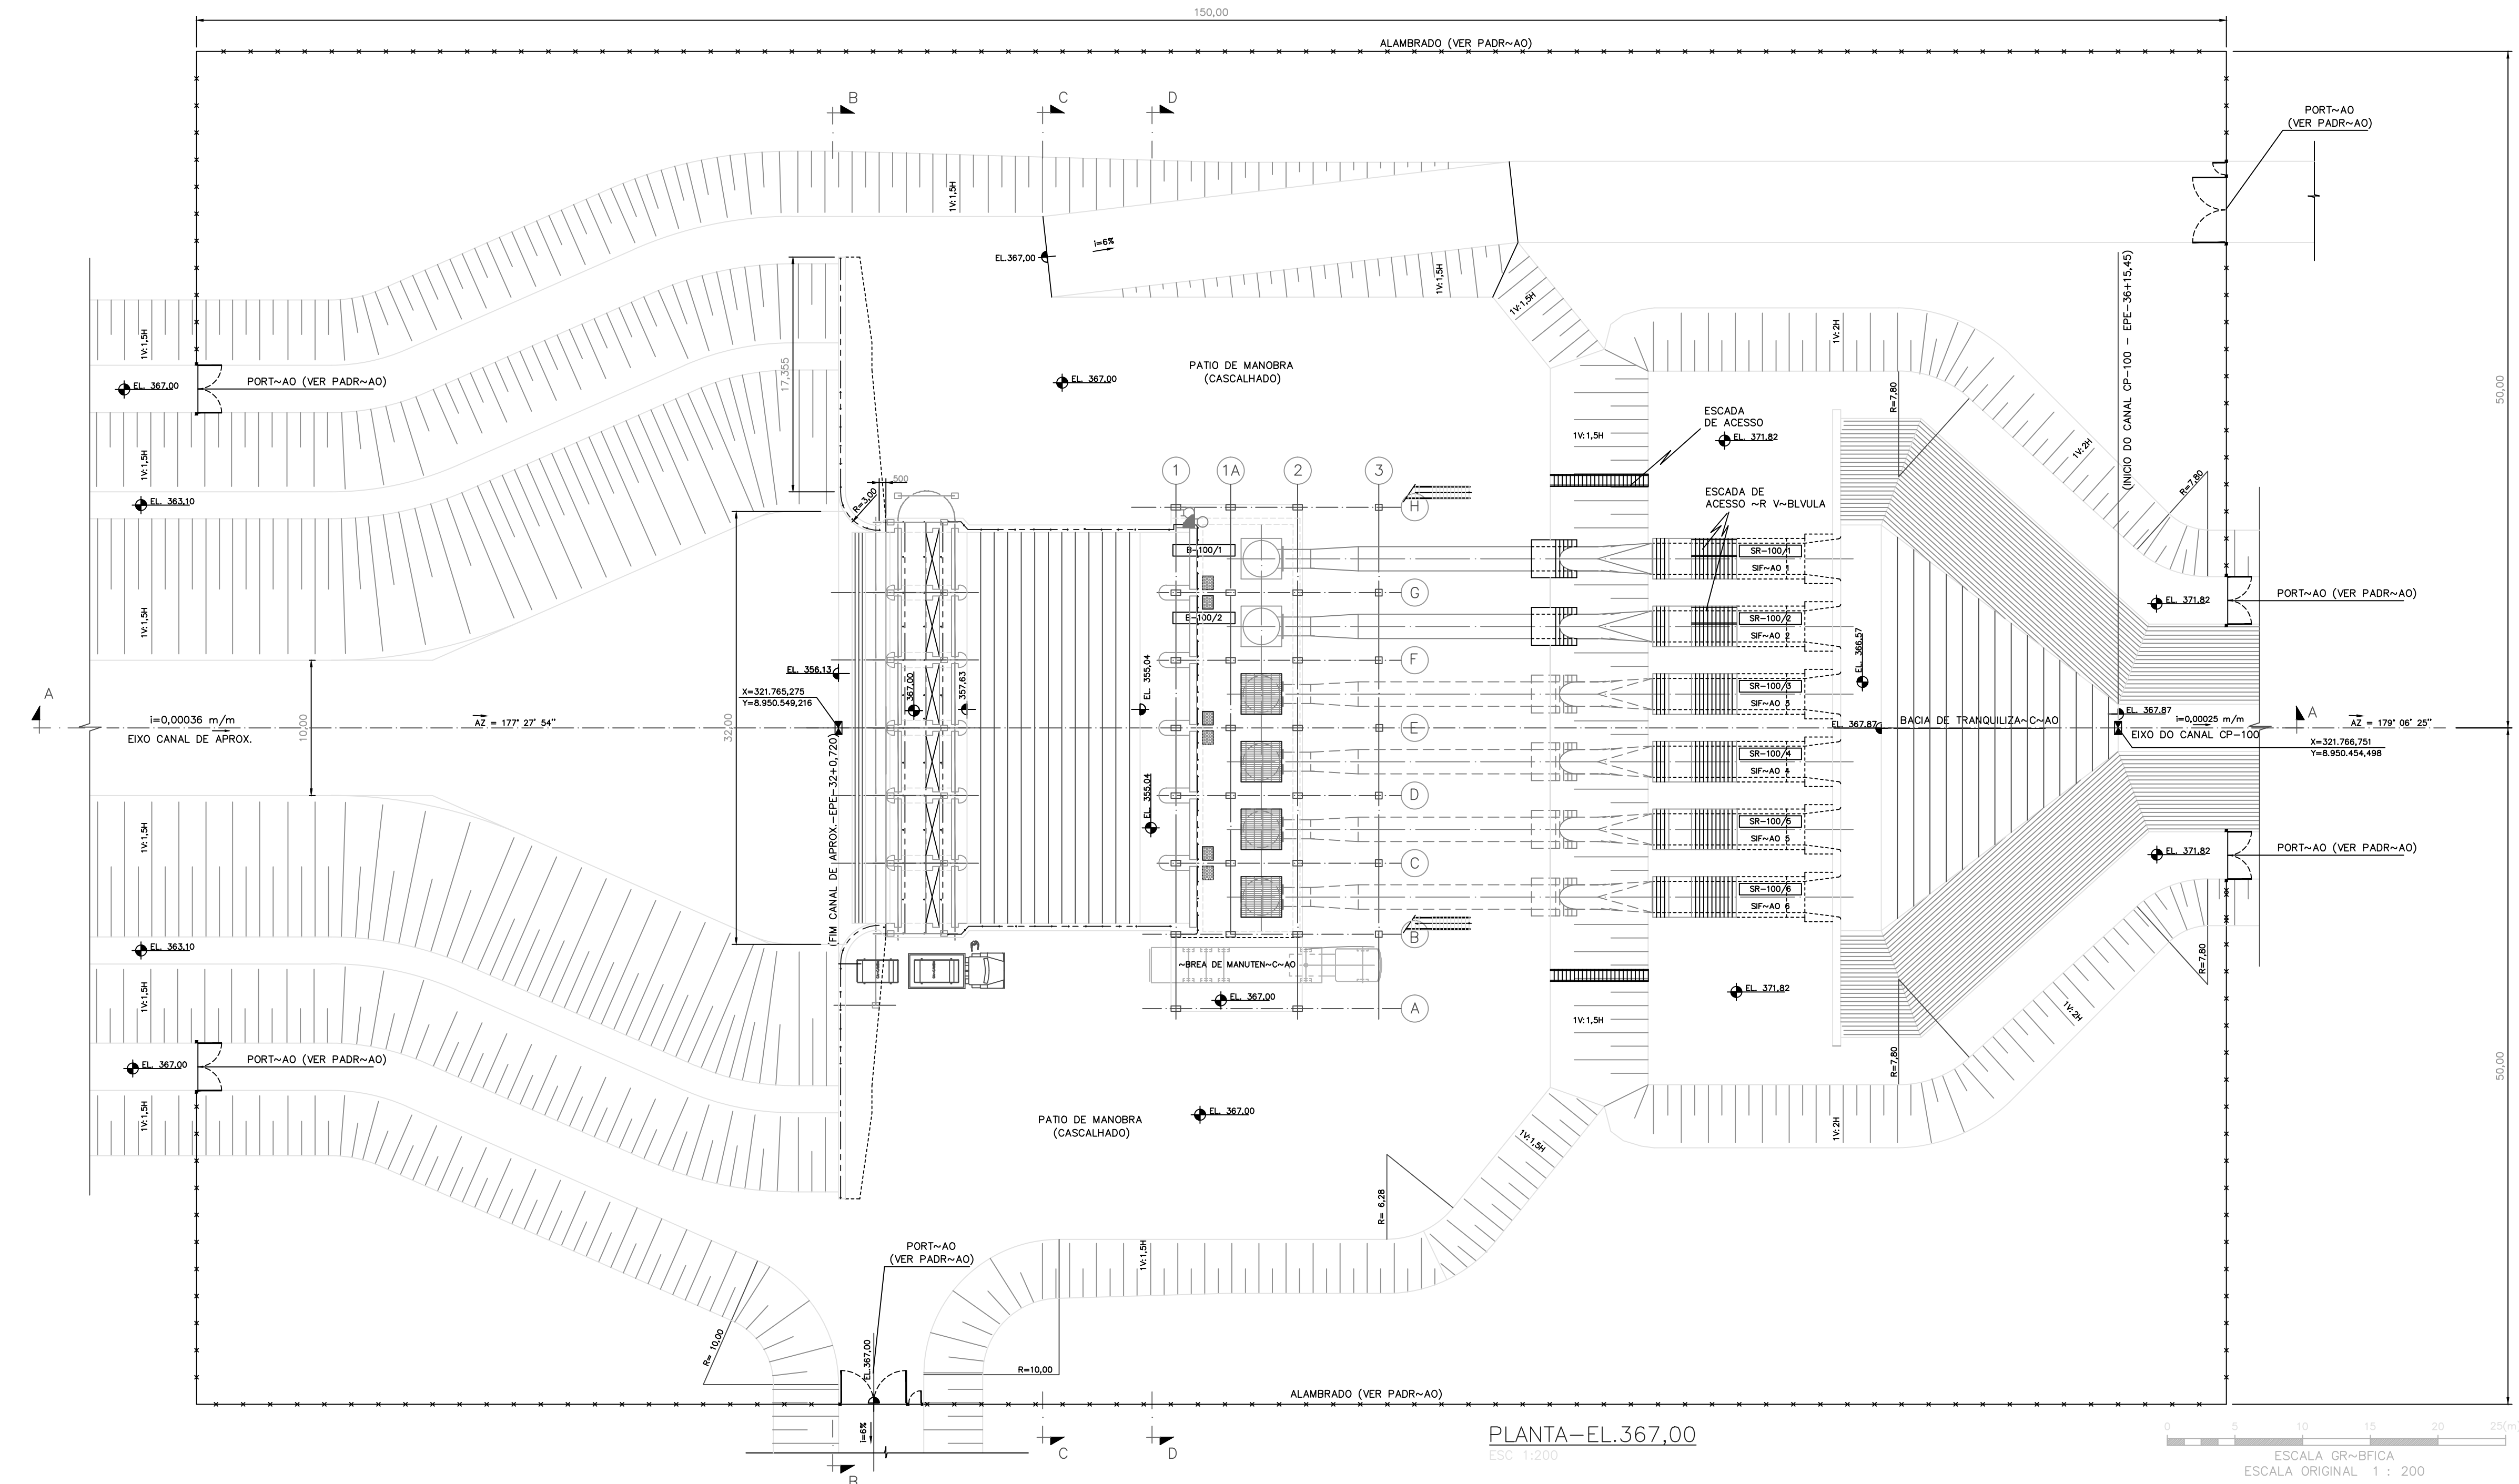 150,00
ALAMBRADO (VER PADR~AO)
B
C
D
PORT~AO
(VER PADR~AO)
1V:1,5H
EL.367,00
i=6%
1V:1,5H
1V:1,5H
1V:1,5H
17,355
PATIO DE MANOBRA
(CASCALHADO)
EL. 367,00
1V:2H
(INICIO DO CANAL CP-100 - EPE-36+15,45)
50,00
EL. 367,00
PORT~AO (VER PADR~AO)
R=7,80
ESCADA
DE ACESSO
EL. 371,82
1V:1,5H
1V:2H
1V:1,5H
EL. 363,10
500
R=3,00
1
1A
2
3
H
ESCADA DE
ACESSO ~R V~BLVULA
R=7,80
1V:1,5H
B-100/1
SR-100/1
SIF~AO 1
G
B-100/2
SR-100/2
SIF~AO 2
EL. 371,82
PORT~AO (VER PADR~AO)
F
EL. 356,13
X=321.765,275
Y=8.950.549,216
367,00
357,63
EL. 355,04
SR-100/3
SIF~AO 3
EL. 366,57
A
i=0,00036 m/m
EIXO CANAL DE APROX.
10,00
AZ = 177° 27' 54"
32,00
(FIM CANAL DE APROX.-EPE-32+0,720)
E
EL. 367,87
BACIA DE TRANQUILIZA~C~AO
EL. 367,87
i=0,00025 m/m
EIXO DO CANAL CP-100
A
AZ = 179° 06' 25"
X=321.766,751
Y=8.950.454,498
SR-100/4
SIF~AO 4
D
EL. 355,04
1V:1,5H
SR-100/5
SIF~AO 5
C
EL. 371,82
PORT~AO (VER PADR~AO)
SR-100/6
SIF~AO 6
B
EL. 363,10
~BREA DE MANUTEN~C~AO
EL. 367,00
A
EL. 371,82
R=7,80
1V:1,5H
1V:1,5H
1V:2H
EL. 367,00
PORT~AO (VER PADR~AO)
R=7,80
50,00
1V:1,5H
PATIO DE MANOBRA
(CASCALHADO)
EL. 367,00
1V:1,5H
1V:2H
R= 6,28
PORT~AO
(VER PADR~AO)
1V:1,5H
R= 10,00
EL.367,00
R=10,00
ALAMBRADO (VER PADR~AO)
i=6%
B
C
D
PLANTA-EL.367,00
ESC 1:200
0 5 10 15 20 25(m)
ESCALA GR~BFICA
ESCALA ORIGINAL 1 : 200